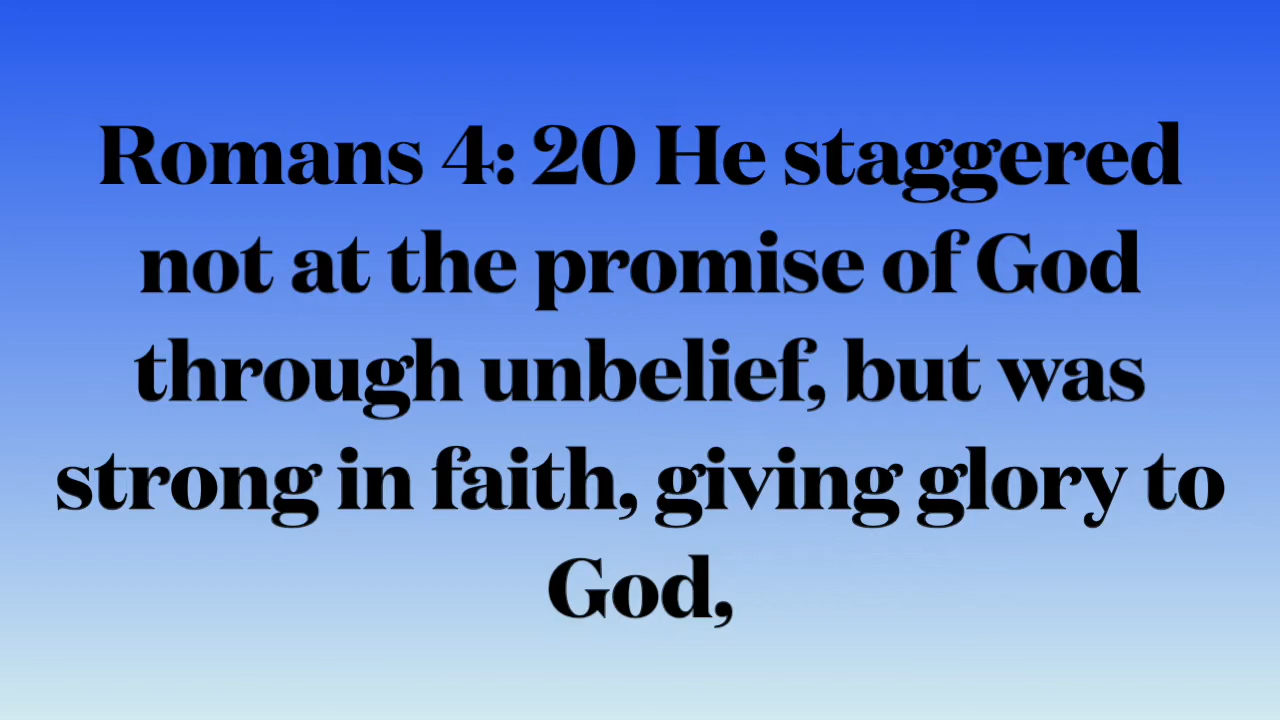 Romans 4: 20 He staggered
not at the promise of God
through unbelief, but was
strong in faith, giving glory to
God,